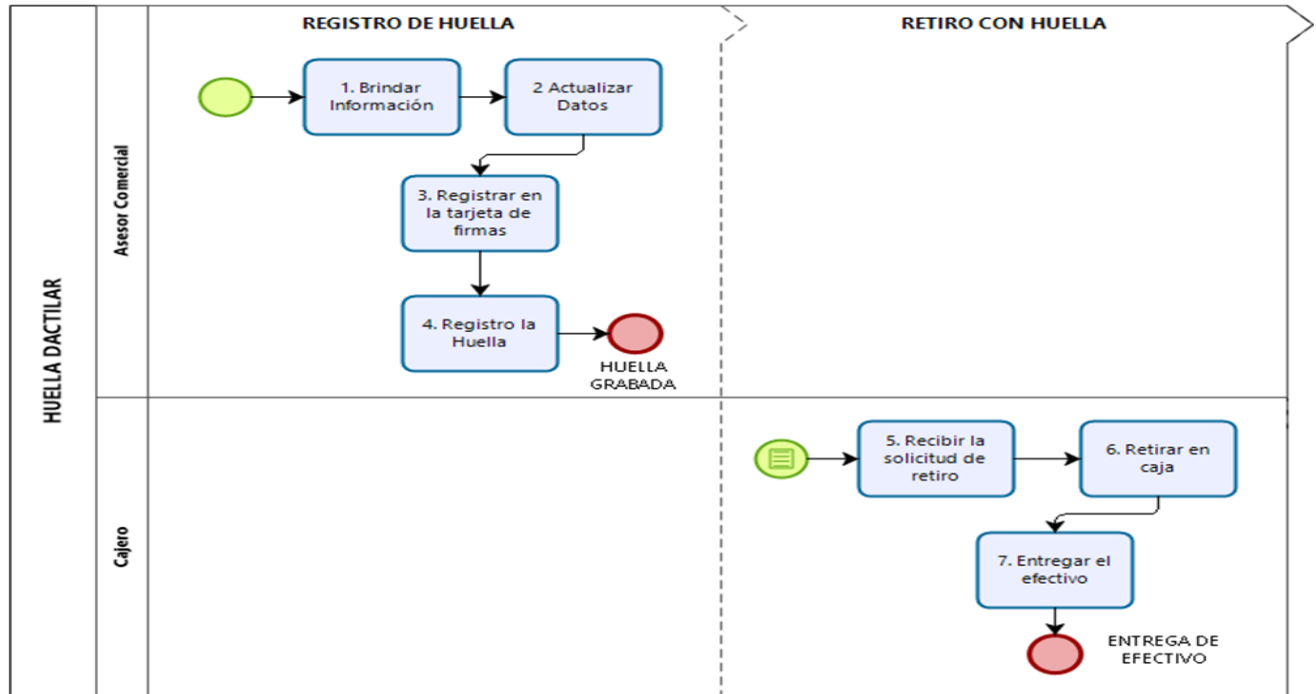 REGISTRO DE HUELLA
RETIRO CON HUELLA
HUELLA DACTILAR
Asesor Comercial
1. Brindar
Información
2 Actualizar
Datos
3. Registrar en
la tarjeta de
firmas
4. Registro la
Huella
HUELLA
GRABADA
Cajero
5. Recibir la
solicitud de
retiro
6. Retirar en
caja
7. Entregar el
efectivo
ENTREGA DE
EFECTIVO